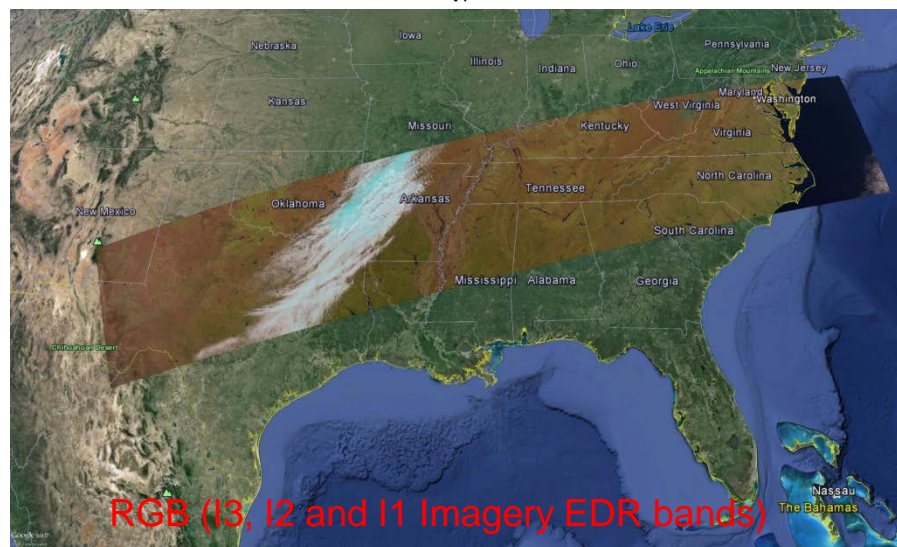 Iowa
Lake Erie
Nebraska
Pennsylvania
Illinois
Indiana
Ohio
Appalachian Mountains
New Jersey
Kansas
Maryland
Washington
West Virginia
Missouri
Kentucky
Virginia
North Carolina
Tennessee
Oklahoma
Arkansas
New Mexico
South Carolina
Mississippi
Alabama
Georgia
Chihuahuan Desert
Nassau
The Bahamas
RGB (I3, I2 and I1 Imagery EDR bands)
Google earth